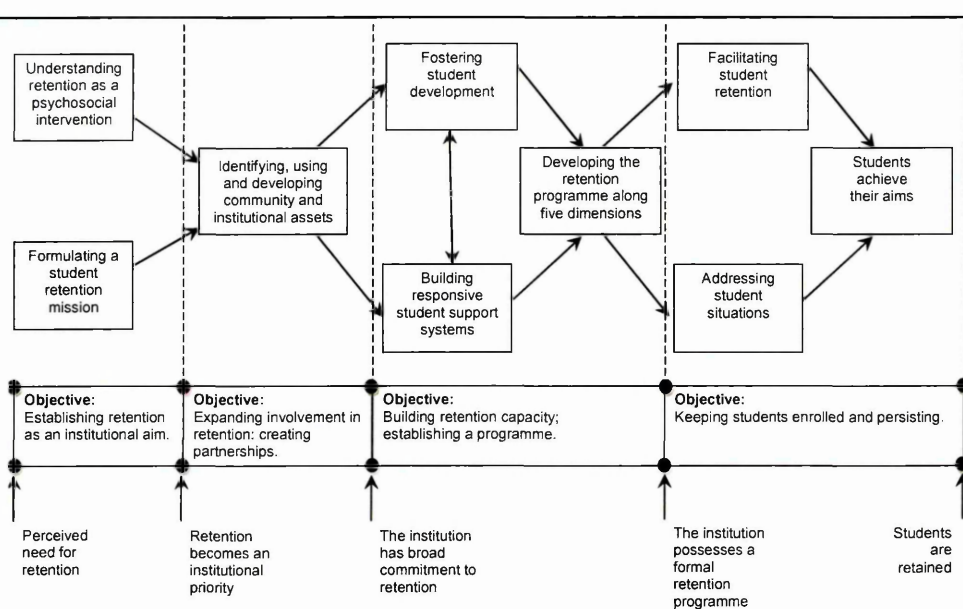 Understanding
retention as a
psychosocial
intervention
Formulating a
student
retention
mission
Identifying, using
and developing
community and
institutional assets
Fostering
student
development
Building
responsive
student support
systems
Developing the
retention
programme along
five dimensions
Facilitating
student
retention
Addressing
student
situations
Students
achieve
their aims
Objective:
Establishing retention
as an institutional aim.
Objective:
Expanding involvement in
retention: creating
partnerships.
Objective:
Building retention capacity;
establishing a programme.
Objective:
Keeping students enrolled and persisting.
Perceived
need for
retention
Retention
becomes an
institutional
priority
The institution
has broad
commitment to
retention
The institution
possesses a
formal
retention
programme
Students
are
retained